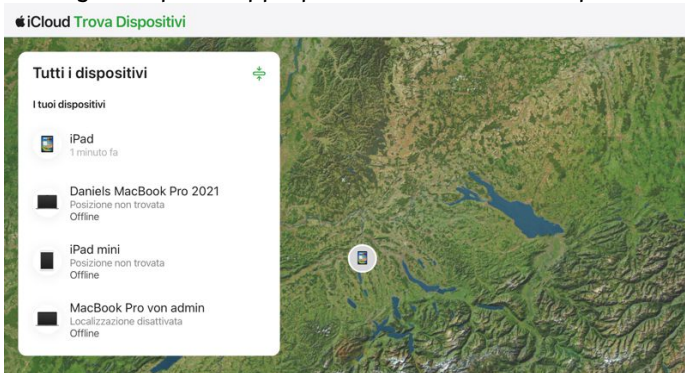 iCloud Trova Dispositivi
Tutti i dispositivi
I tuoi dispositivi
iPad
1 minuto fa
Daniels MacBook Pro 2021
Posizione non trovata
Offline
iPad mini
Posizione non trovata
Offline
MacBook Pro von admin
Localizzazione disattivata
Offline